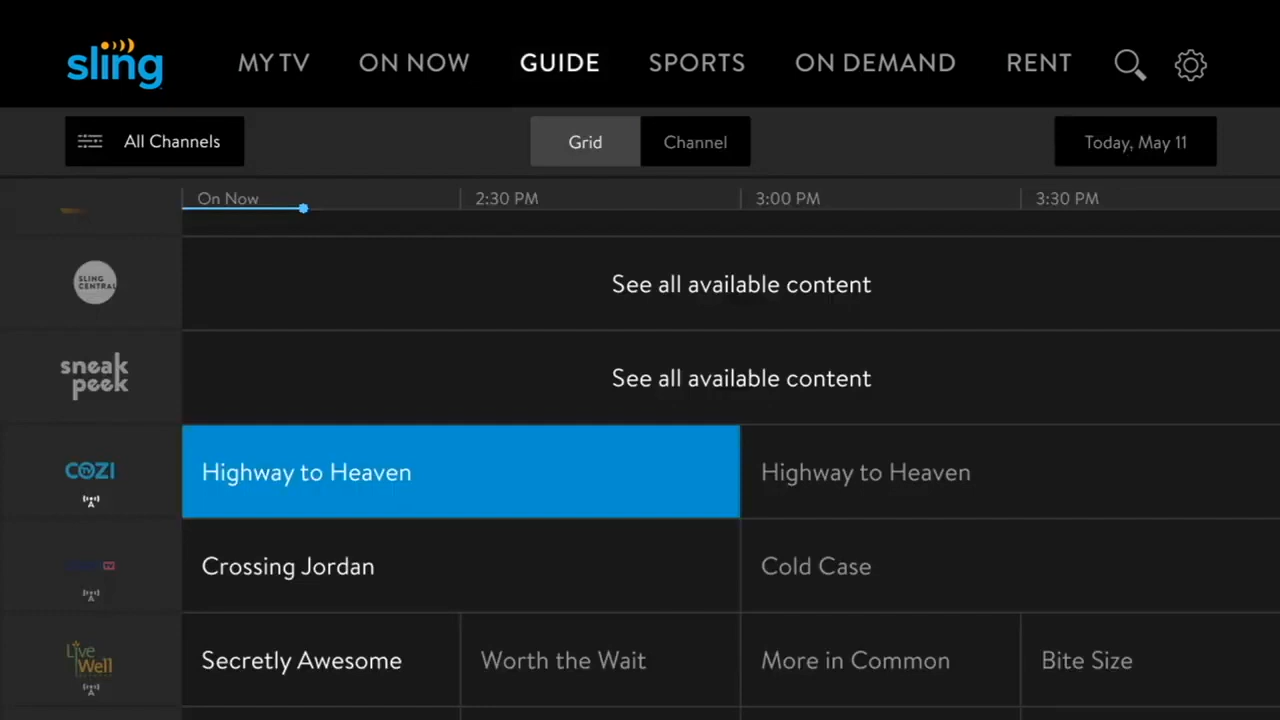 sling MY TV ON NOW GUIDE SPORTS ON DEMAND RENT
All Channels Grid Channel Today, May 11
On Now 2:30 PM 3:00 PM 3:30 PM
SLING
CENTRAL
See all available content
sneak
peek
See all available content
COZI
TV
Highway to Heaven Highway to Heaven
TV
Crossing Jordan Cold Case
Live
Well
Secretly Awesome Worth the Wait More in Common Bite Size